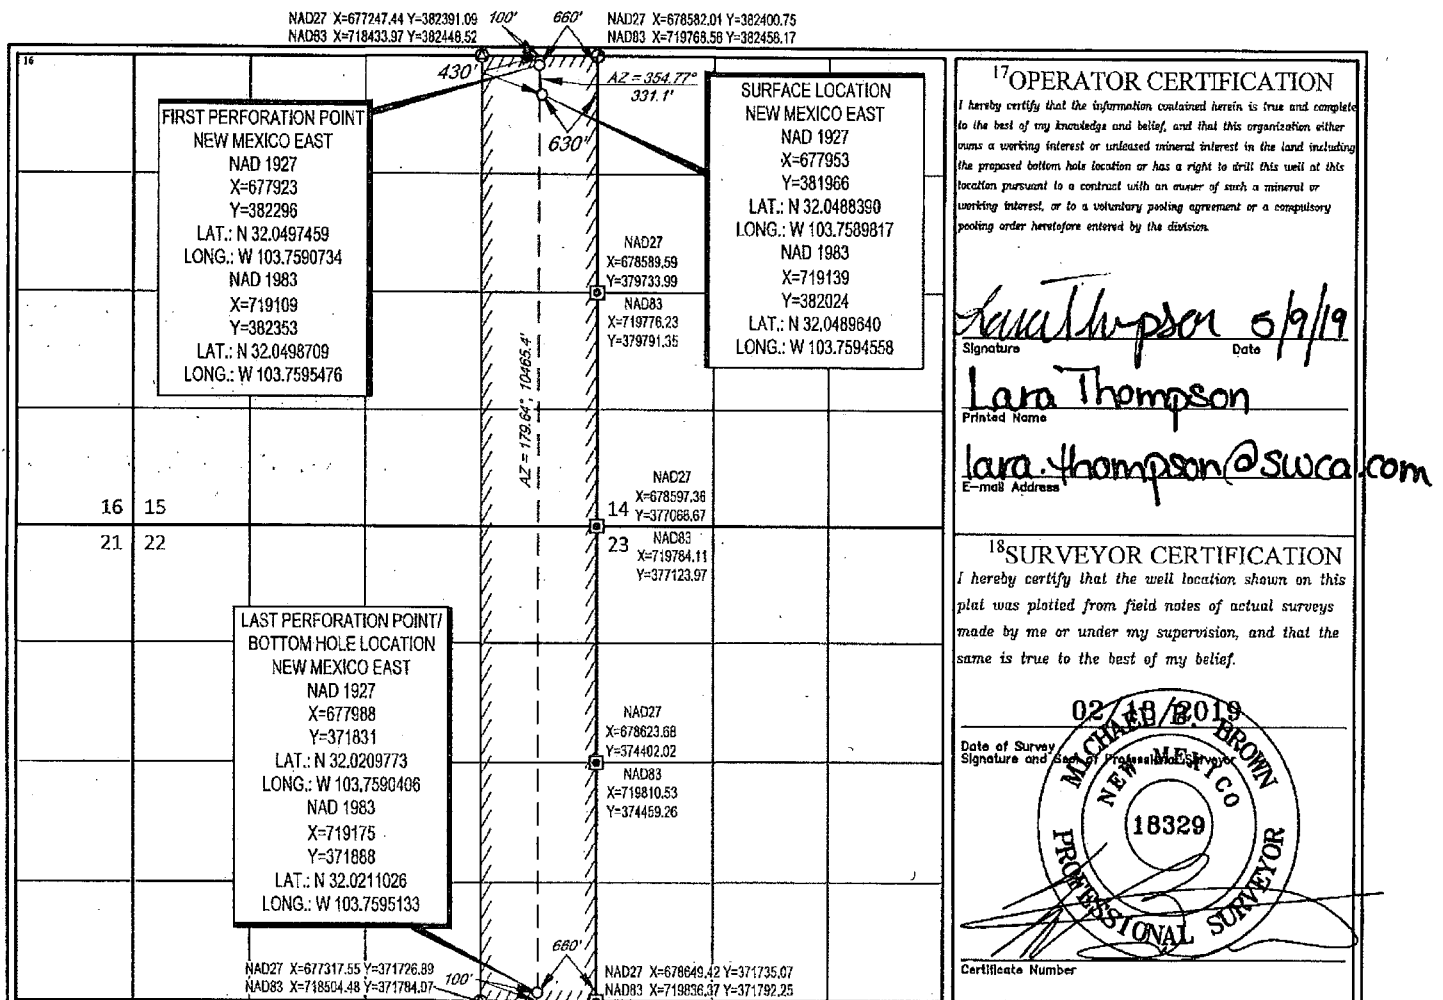 NAD27 X=677247.44 Y=382391.09
NAD83 X=718433.97 Y=382448.52
100'
660'
NAD27 X=678582.01 Y=382400.75
NAD83 X=719768.58 Y=382458.17
16
430'
AZ = 354.77°
331.1'
630'
FIRST PERFORATION POINT
NEW MEXICO EAST
NAD 1927
X=677923
Y=382296
LAT.: N 32.0497459
LONG.: W 103.7590734
NAD 1983
X=719109
Y=382353
LAT.: N 32.0498709
LONG.: W 103.7595476
SURFACE LOCATION
NEW MEXICO EAST
NAD 1927
X=677953
Y=381966
LAT.: N 32.0488390
LONG.: W 103.7589817
NAD 1983
X=719139
Y=382024
LAT.: N 32.0489640
LONG.: W 103.7594558
NAD27
X=678589.59
Y=379733.99
NAD83
X=719776.23
Y=379791.35
AZ = 179.64°, 10465.4'
16 15
21 22
14
23
NAD27
X=678597.36
Y=377066.67
NAD83
X=719784.11
Y=377123.97
LAST PERFORATION POINT/
BOTTOM HOLE LOCATION
NEW MEXICO EAST
NAD 1927
X=677988
Y=371831
LAT.: N 32.0209773
LONG.: W 103.7590406
NAD 1983
X=719175
Y=371888
LAT.: N 32.0211026
LONG.: W 103.7595133
NAD27
X=678623.68
Y=374402.02
NAD83
X=719810.53
Y=374459.26
NAD27 X=677317.55 Y=371726.89
NAD83 X=718504.48 Y=371784.07
100'
660'
NAD27 X=678649.42 Y=371735.07
NAD83 X=719836.37 Y=371792.25
17 OPERATOR CERTIFICATION
I hereby certify that the information contained herein is true and complete
to the best of my knowledge and belief, and that this organization either
owns a working interest or unleased mineral interest in the land including
the proposed bottom hole location or has a right to drill this well at this
location pursuant to a contract with an owner of such a mineral or
working interest, or to a voluntary pooling agreement or a compulsory
pooling order heretofore entered by the division.
Lara Thompson 5/9/19
Signature Date
Lara Thompson
Printed Name
lara.thompson@swca.com
E-mail Address
18 SURVEYOR CERTIFICATION
I hereby certify that the well location shown on this
plat was plotted from field notes of actual surveys
made by me or under my supervision, and that the
same is true to the best of my belief.
Date of Survey
Signature and Seal of Professional Surveyor
MICHAEL B. BROWN
NEW MEXICO
18329
PROFESSIONAL SURVEYOR
Certificate Number